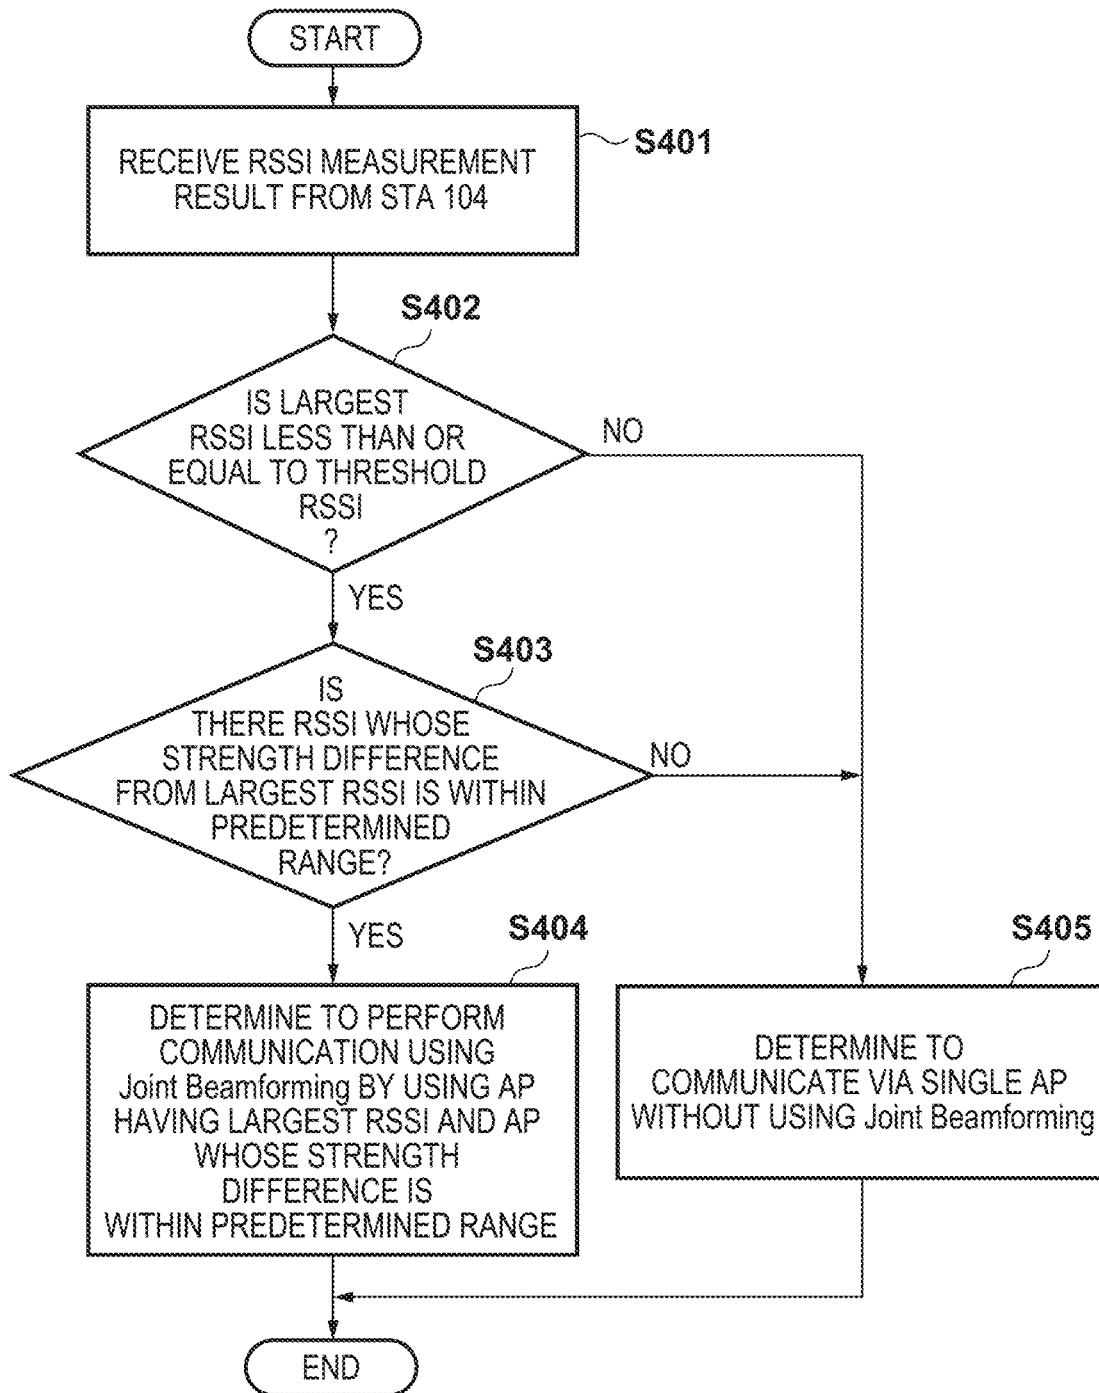 START
S401
RECEIVE RSSI MEASUREMENT
RESULT FROM STA 104
S402
IS LARGEST
RSSI LESS THAN OR
EQUAL TO THRESHOLD
RSSI
?
NO
YES
S403
IS
THERE RSSI WHOSE
STRENGTH DIFFERENCE
FROM LARGEST RSSI IS WITHIN
PREDETERMINED
RANGE?
NO
YES
S404
DETERMINE TO PERFORM
COMMUNICATION USING
Joint Beamforming BY USING AP
HAVING LARGEST RSSI AND AP
WHOSE STRENGTH
DIFFERENCE IS
WITHIN PREDETERMINED RANGE
S405
DETERMINE TO
COMMUNICATE VIA SINGLE AP
WITHOUT USING Joint Beamforming
END